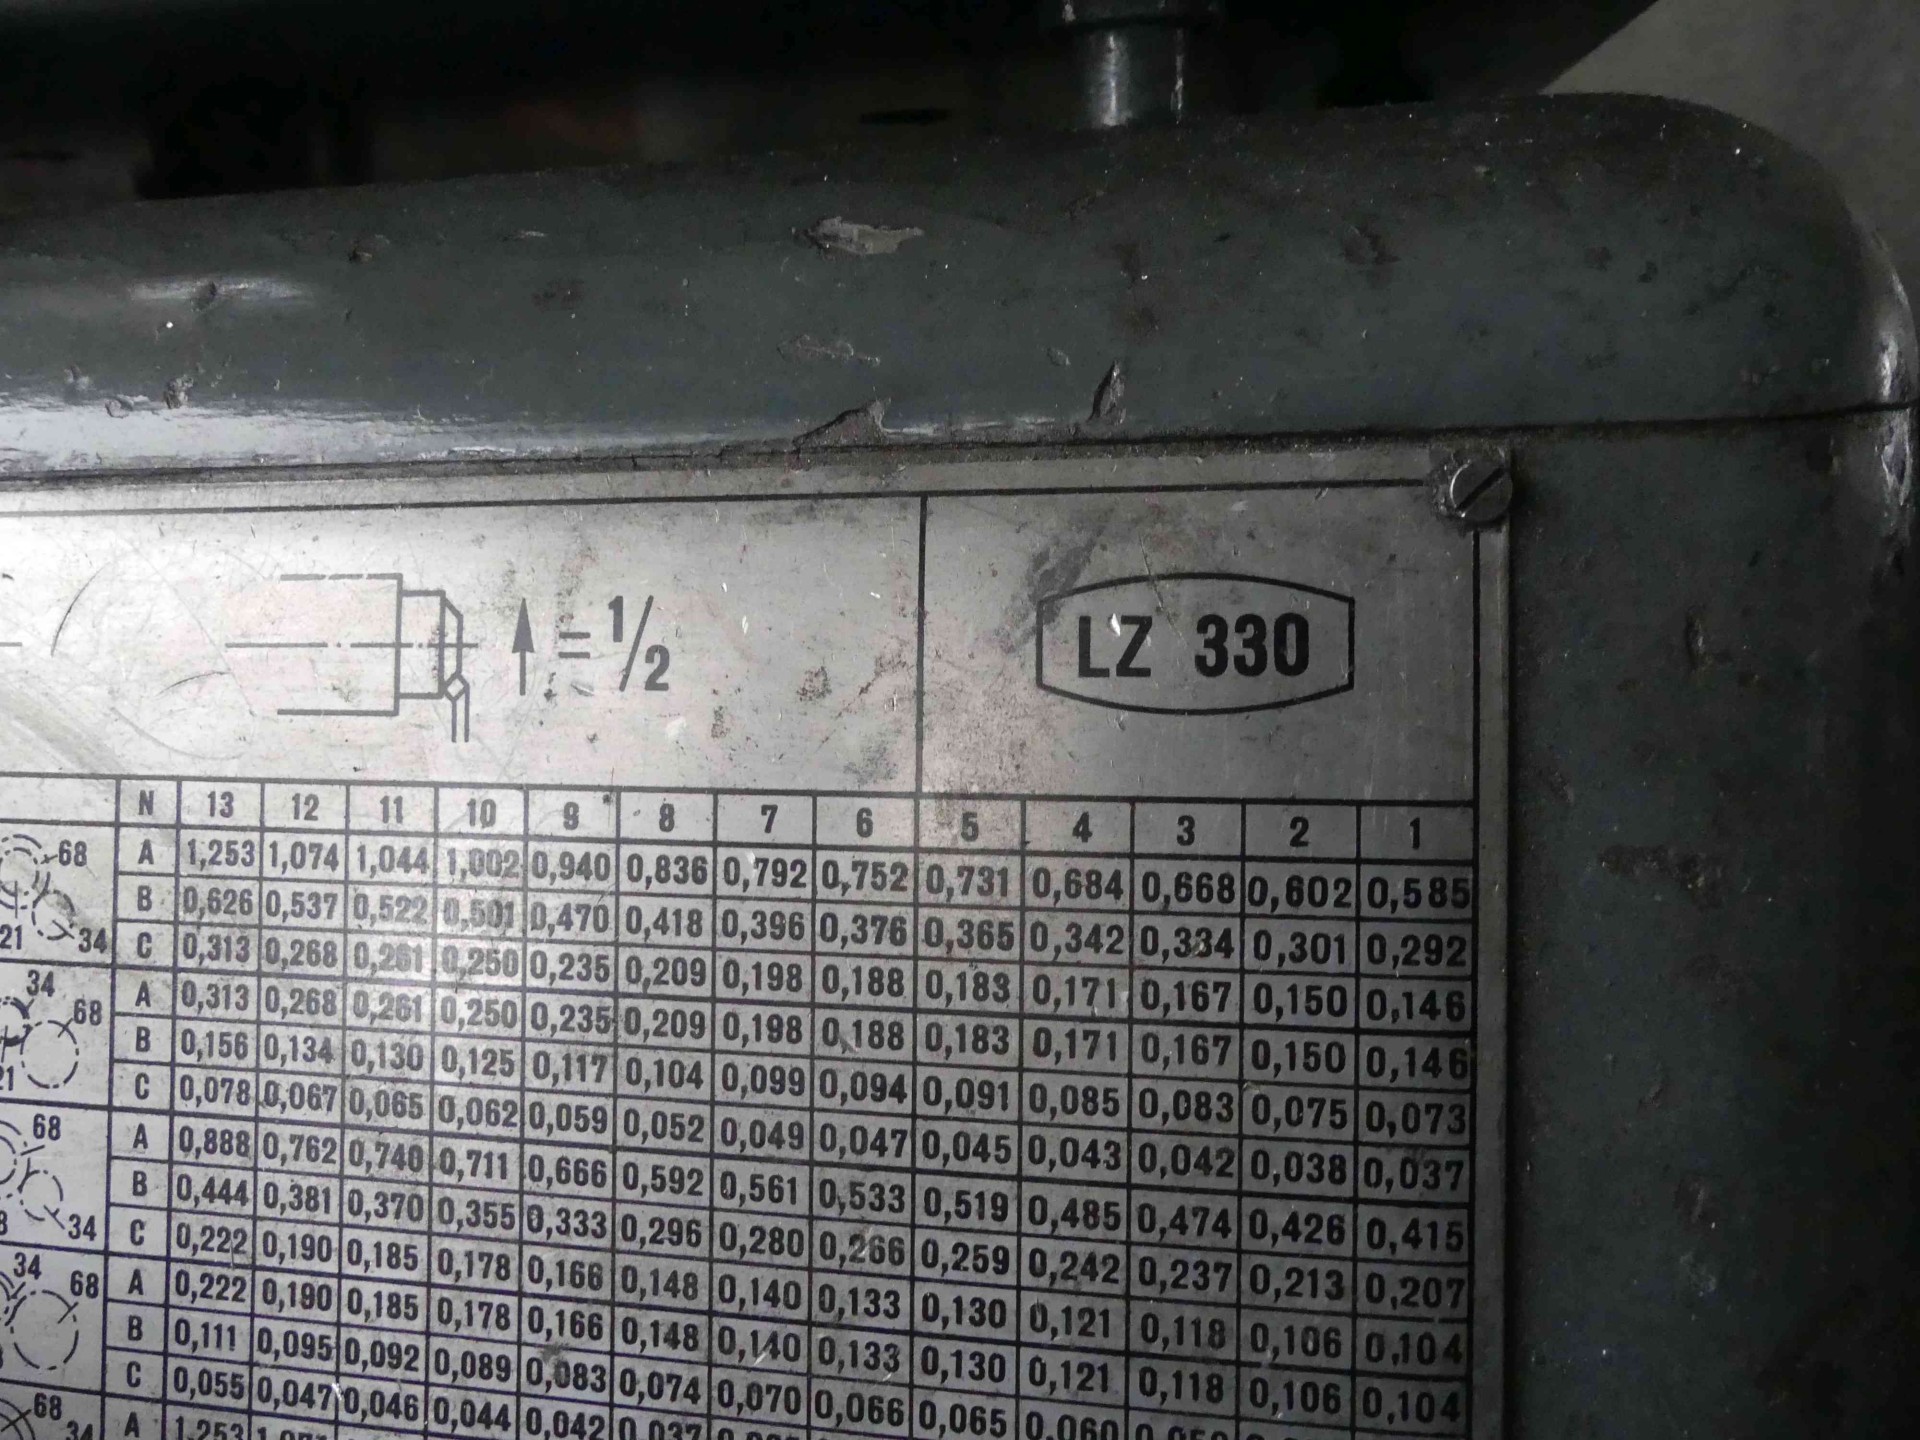 = 1/2
LZ 330
N 13 12 11 10 9 8 7 6 5 4 3 2 1
68 A 1,253 1,074 1,044 1,002 0,940 0,836 0,792 0,752 0,731 0,684 0,668 0,602 0,585
B 0,626 0,537 0,522 0,501 0,470 0,418 0,396 0,376 0,365 0,342 0,334 0,301 0,292
21 34 C 0,313 0,268 0,261 0,250 0,235 0,209 0,198 0,188 0,183 0,171 0,167 0,150 0,146
34 A 0,313 0,268 0,261 0,250 0,235 0,209 0,198 0,188 0,183 0,171 0,167 0,150 0,146
68 B 0,156 0,134 0,130 0,125 0,117 0,104 0,099 0,094 0,091 0,085 0,083 0,075 0,073
21 C 0,078 0,067 0,065 0,062 0,059 0,052 0,049 0,047 0,045 0,043 0,042 0,038 0,037
68 A 0,888 0,762 0,740 0,711 0,666 0,592 0,561 0,533 0,519 0,485 0,474 0,426 0,415
B 0,444 0,381 0,370 0,355 0,333 0,296 0,280 0,266 0,259 0,242 0,237 0,213 0,207
34 C 0,222 0,190 0,185 0,178 0,166 0,148 0,140 0,133 0,130 0,121 0,118 0,106 0,104
34 68 A 0,222 0,190 0,185 0,178 0,166 0,148 0,140 0,133 0,130 0,121 0,118 0,106 0,104
B 0,111 0,095 0,092 0,089 0,083 0,074 0,070 0,066 0,065 0,060
C 0,055 0,047 0,046 0,044 0,042 0,037
68 34 A 1,253